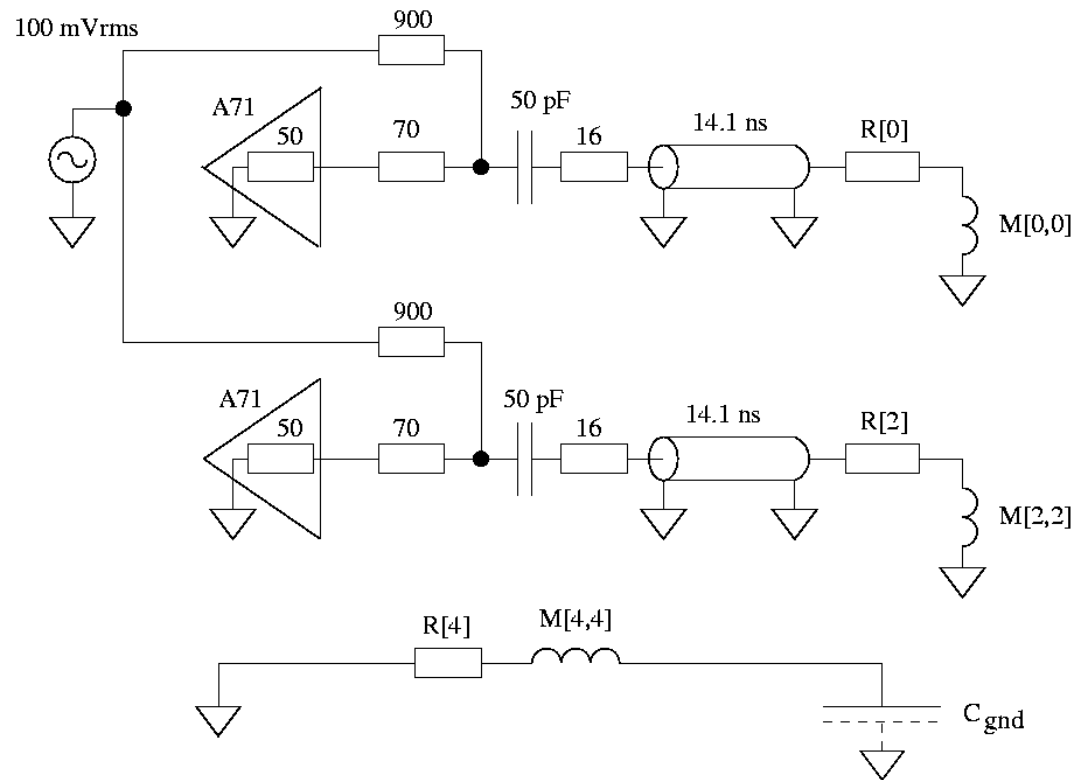 100 mVrms
900
A71
50
70
50 pF
16
14.1 ns
R[0]
M[0,0]
900
A71
50
70
50 pF
16
14.1 ns
R[2]
M[2,2]
R[4]
M[4,4]
C gnd